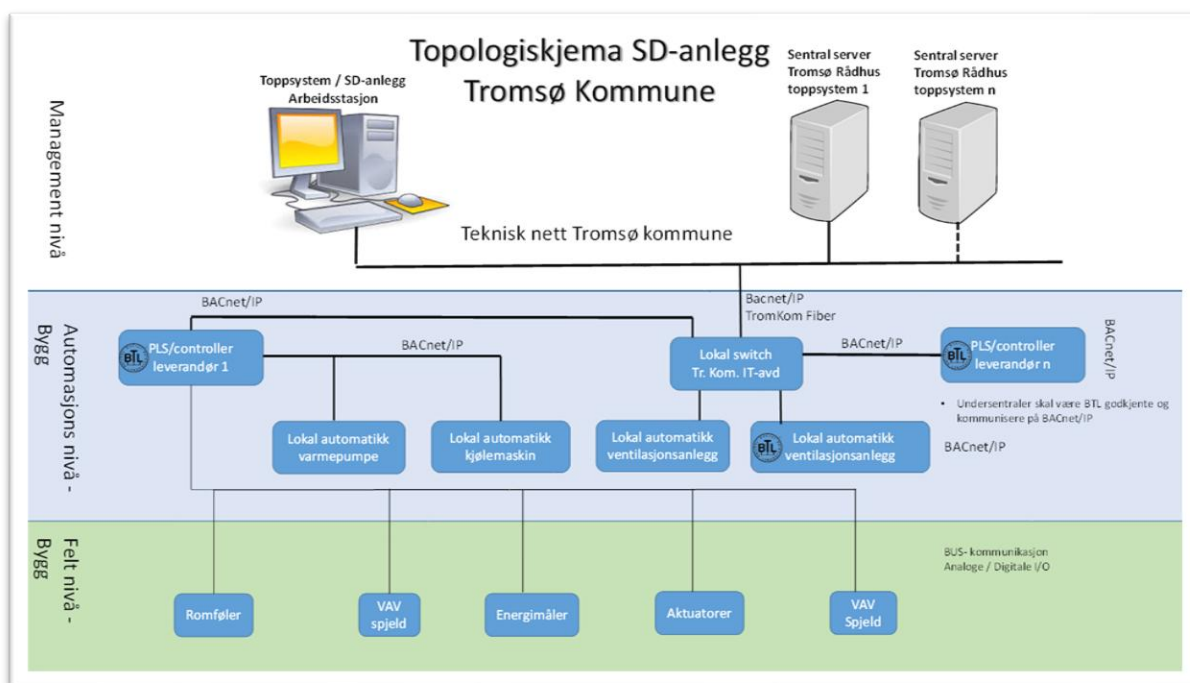 Topologiskjema SD-anlegg
Tromsø Kommune
Toppsystem / SD-anlegg
Arbeidsstasjon
Sentral server
Tromsø Rådhus
toppsystem 1
Sentral server
Tromsø Rådhus
toppsystem n
Management nivå
Teknisk nett Tromsø kommune
Automasjons nivå -
Bygg
BACnet/IP
Bacnet/IP
TromKom Fiber
BTL
PLS/controller
leverandør 1
BACnet/IP
Lokal switch
Tr. Kom. IT-avd
BACnet/IP
BTL
PLS/controller
leverandør n
BACnet/IP
• Undersentraler skal være BTL godkjente og
kommunisere på BACnet/IP
Lokal automatikk
varmepumpe
Lokal automatikk
kjølemaskin
Lokal automatikk
ventilasjonsanlegg
BTL
Lokal automatikk
ventilasjonsanlegg
BACnet/IP
Felt nivå -
Bygg
BUS- kommunikasjon
Analoge / Digitale I/O
Romføler
VAV
spjeld
Energimåler
Aktuatorer
VAV
Spjeld